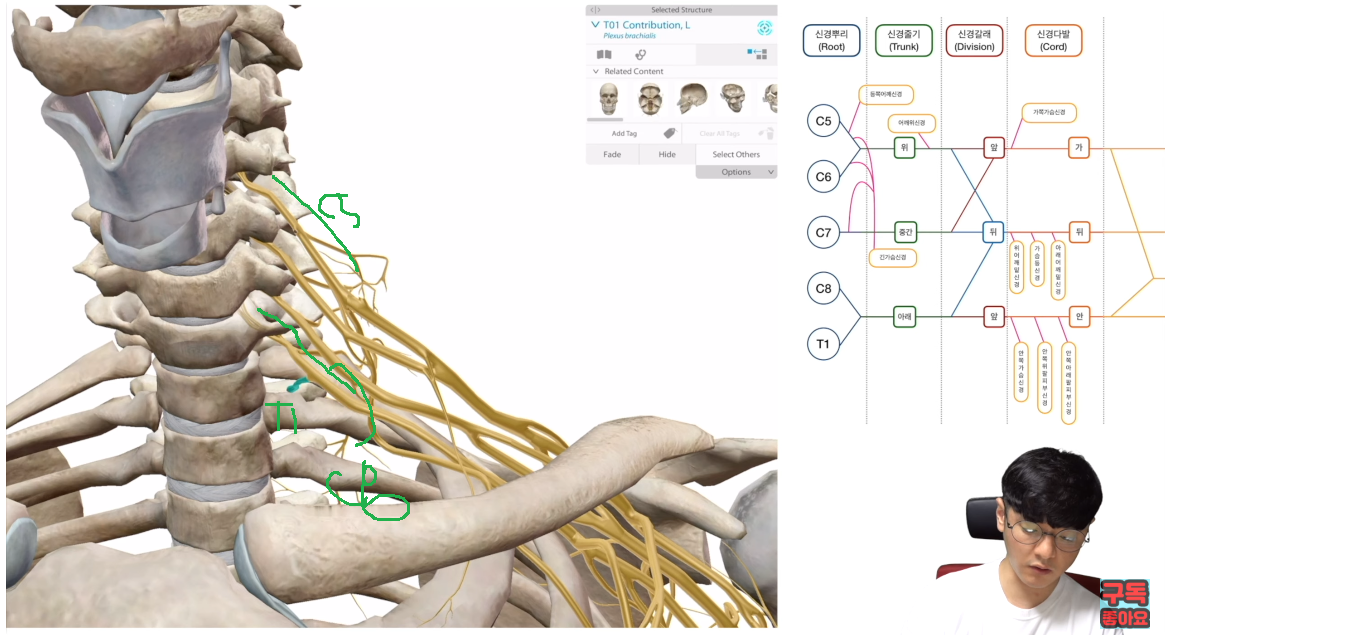 Selected Structure
T01 Contribution, L
Plexus brachialis
Related Content
Add Tag
Clear All Tags
Fade
Hide
Select Others
Options
T1
신경뿌리
(Root)
신경줄기
(Trunk)
신경갈래
(Division)
신경다발
(Cord)
등쪽어깨신경
어깨위신경
가쪽가슴신경
C5
C6
C7
C8
T1
위
중간
아래
앞
뒤
앞
가
뒤
안
긴가슴신경
위어깨밑신경
가슴등신경
아래어깨밑신경
안쪽가슴신경
안쪽위팔피부신경
안쪽아래팔피부신경
구독
좋아요